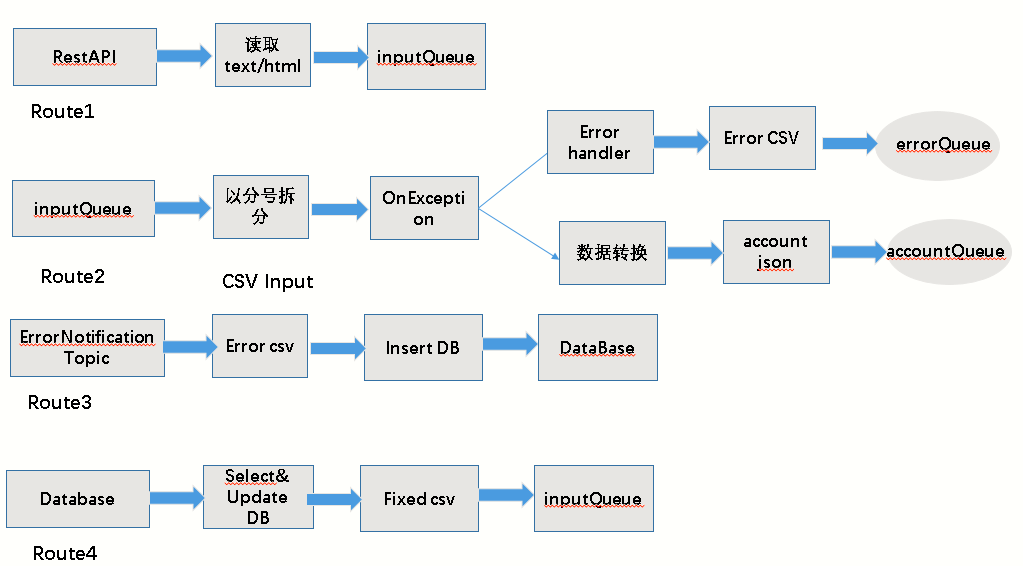 RestAPI
读取
text/html
inputQueue
Route1
Error
handler
Error CSV
errorQueue
inputQueue
以分号拆
分
OnExcepti
on
数据转换
account
json
accountQueue
Route2
CSV Input
ErrorNotification
Topic
Error csv
Insert DB
DataBase
Route3
Database
Select&
Update
DB
Fixed csv
inputQueue
Route4